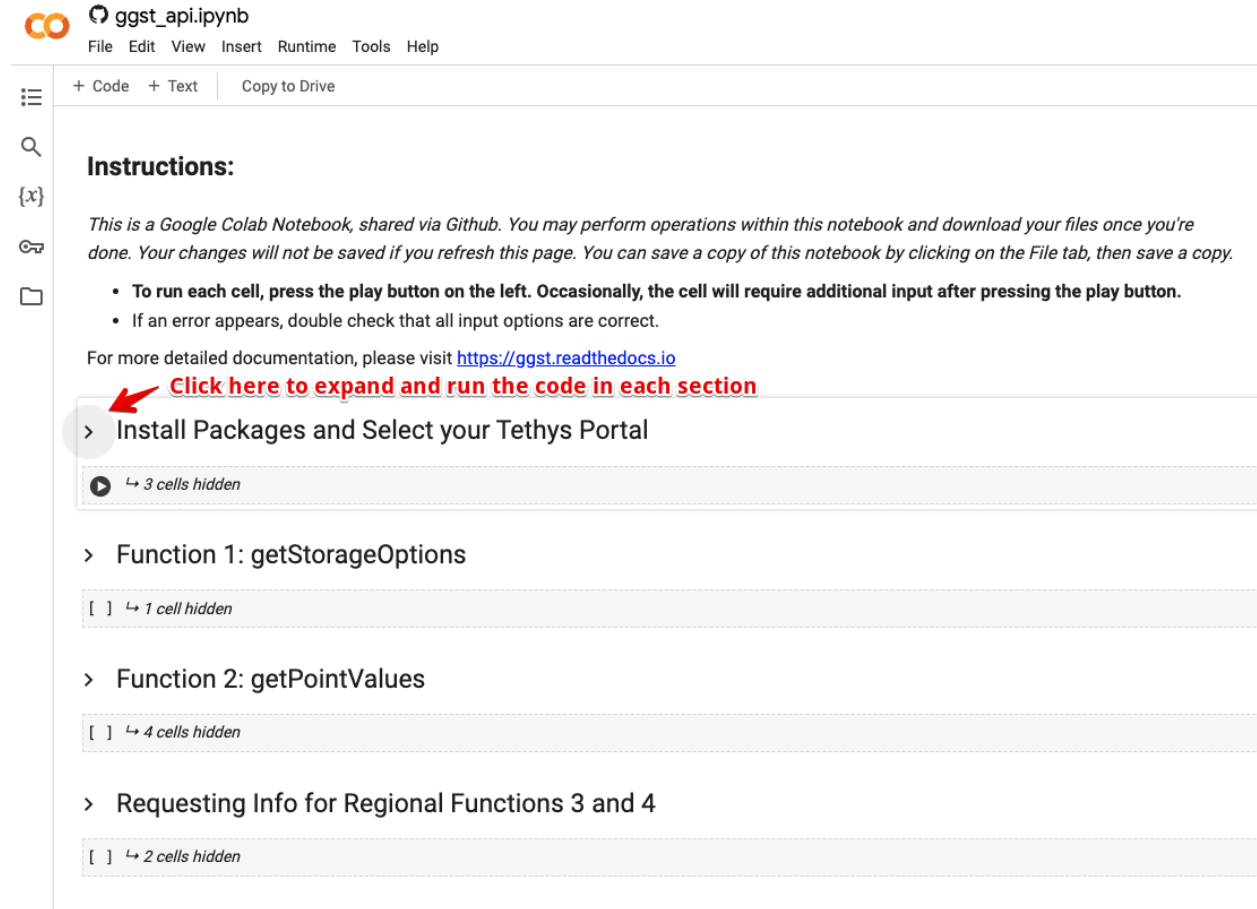 ggst_api.ipynb
File Edit View Insert Runtime Tools Help
+ Code + Text Copy to Drive
{x}
Instructions:
This is a Google Colab Notebook, shared via Github. You may perform operations within this notebook and download your files once you're
done. Your changes will not be saved if you refresh this page. You can save a copy of this notebook by clicking on the File tab, then save a copy.
• To run each cell, press the play button on the left. Occasionally, the cell will require additional input after pressing the play button.
• If an error appears, double check that all input options are correct.
For more detailed documentation, please visit https://ggst.readthedocs.io
Click here to expand and run the code in each section
Install Packages and Select your Tethys Portal
↳ 3 cells hidden
Function 1: getStorageOptions
[ ] ↳ 1 cell hidden
Function 2: getPointValues
[ ] ↳ 4 cells hidden
Requesting Info for Regional Functions 3 and 4
[ ] ↳ 2 cells hidden